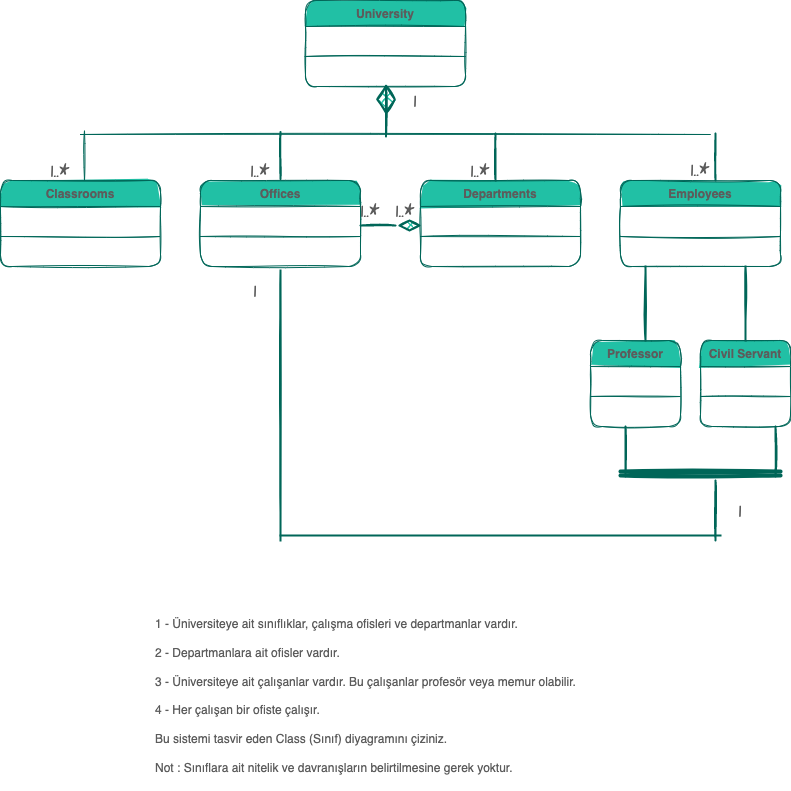 University
1
1..*
1..*
1..*
1..*
Classrooms
Offices
Departments
Employees
1..*
1..*
1
Professor
Civil Servant
1
1 - Üniversiteye ait sınıflıklar, çalışma ofisleri ve departmanlar vardır.
2 - Departmanlara ait ofisler vardır.
3 - Üniversiteye ait çalışanlar vardır. Bu çalışanlar profesör veya memur olabilir.
4 - Her çalışan bir ofiste çalışır.
Bu sistemi tasvir eden Class (Sınıf) diyagramını çiziniz.
Not : Sınıflara ait nitelik ve davranışların belirtilmesine gerek yoktur.